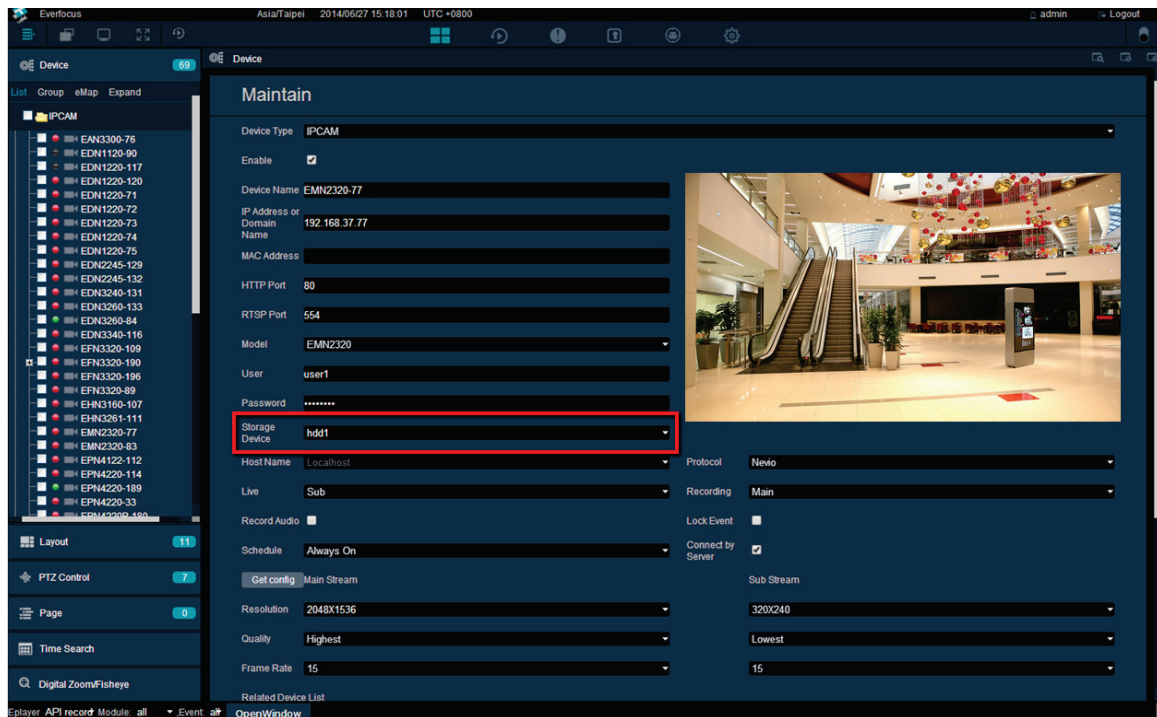 Everfocus Asia/Taipei 2014/06/27 15:18:01 UTC +0800 admin Logout
Device 69
Device
List Group eMap Expand
Maintain
IPCAM
EAN3300-76
EDN1120-90
EDN1220-117
EDN1220-120
EDN1220-71
EDN1220-72
EDN1220-73
EDN1220-74
EDN1220-75
EDN2245-129
EDN2245-132
EDN3240-131
EDN3260-133
EDN3260-84
EDN3340-116
EFN3320-109
EFN3320-190
EFN3320-196
EFN3320-89
EHN3160-107
EHN3261-111
EMN2320-77
EMN2320-83
EPN4122-112
EPN4220-114
EPN4220-189
EPN4220-33
EPN4220P-180
Layout 11
PTZ Control 7
Page 0
Time Search
Digital Zoom/Fisheye
Device Type IPCAM
Enable
Device Name EMN2320-77
IP Address or Domain Name 192.168.37.77
MAC Address
HTTP Port 80
RTSP Port 554
Model EMN2320
User user1
Password ••••••••
Storage Device hdd1
Host Name Localhost Protocol Nevio
Live Sub Recording Main
Record Audio Lock Event
Schedule Always On Connect by Server
Get config Main Stream Sub Stream
Resolution 2048X1536 320X240
Quality Highest Lowest
Frame Rate 15 15
Related Device List
Eplayer API record Module: all Event: all OpenWindow